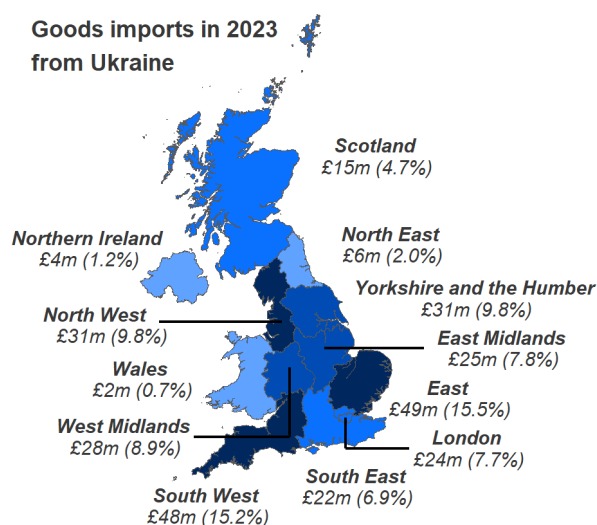 Goods imports in 2023
from Ukraine
Scotland
£15m (4.7%)
Northern Ireland
£4m (1.2%)
North East
£6m (2.0%)
Yorkshire and the Humber
£31m (9.8%)
North West
£31m (9.8%)
East Midlands
£25m (7.8%)
Wales
£2m (0.7%)
East
£49m (15.5%)
West Midlands
£28m (8.9%)
London
£24m (7.7%)
South East
£22m (6.9%)
South West
£48m (15.2%)